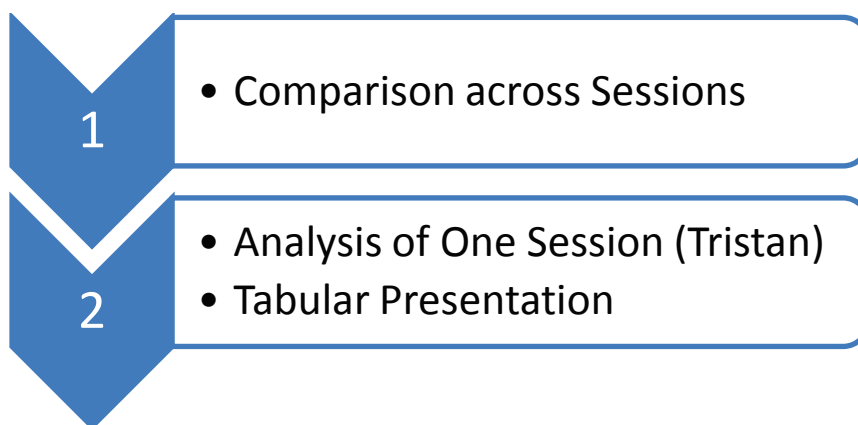 1
• Comparison across Sessions
2
• Analysis of One Session (Tristan)
• Tabular Presentation